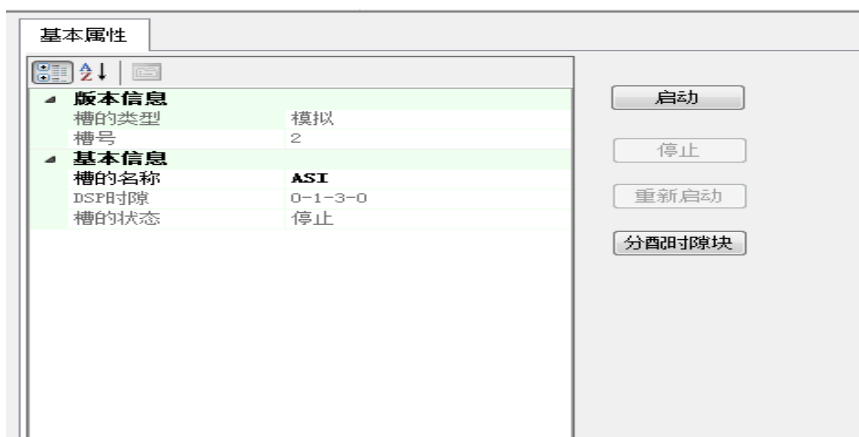 基本属性
版本信息
槽的类型 模拟
槽号 2
基本信息
槽的名称 ASI
DSP时隙 0-1-3-0
槽的状态 停止
启动
停止
重新启动
分配时隙块